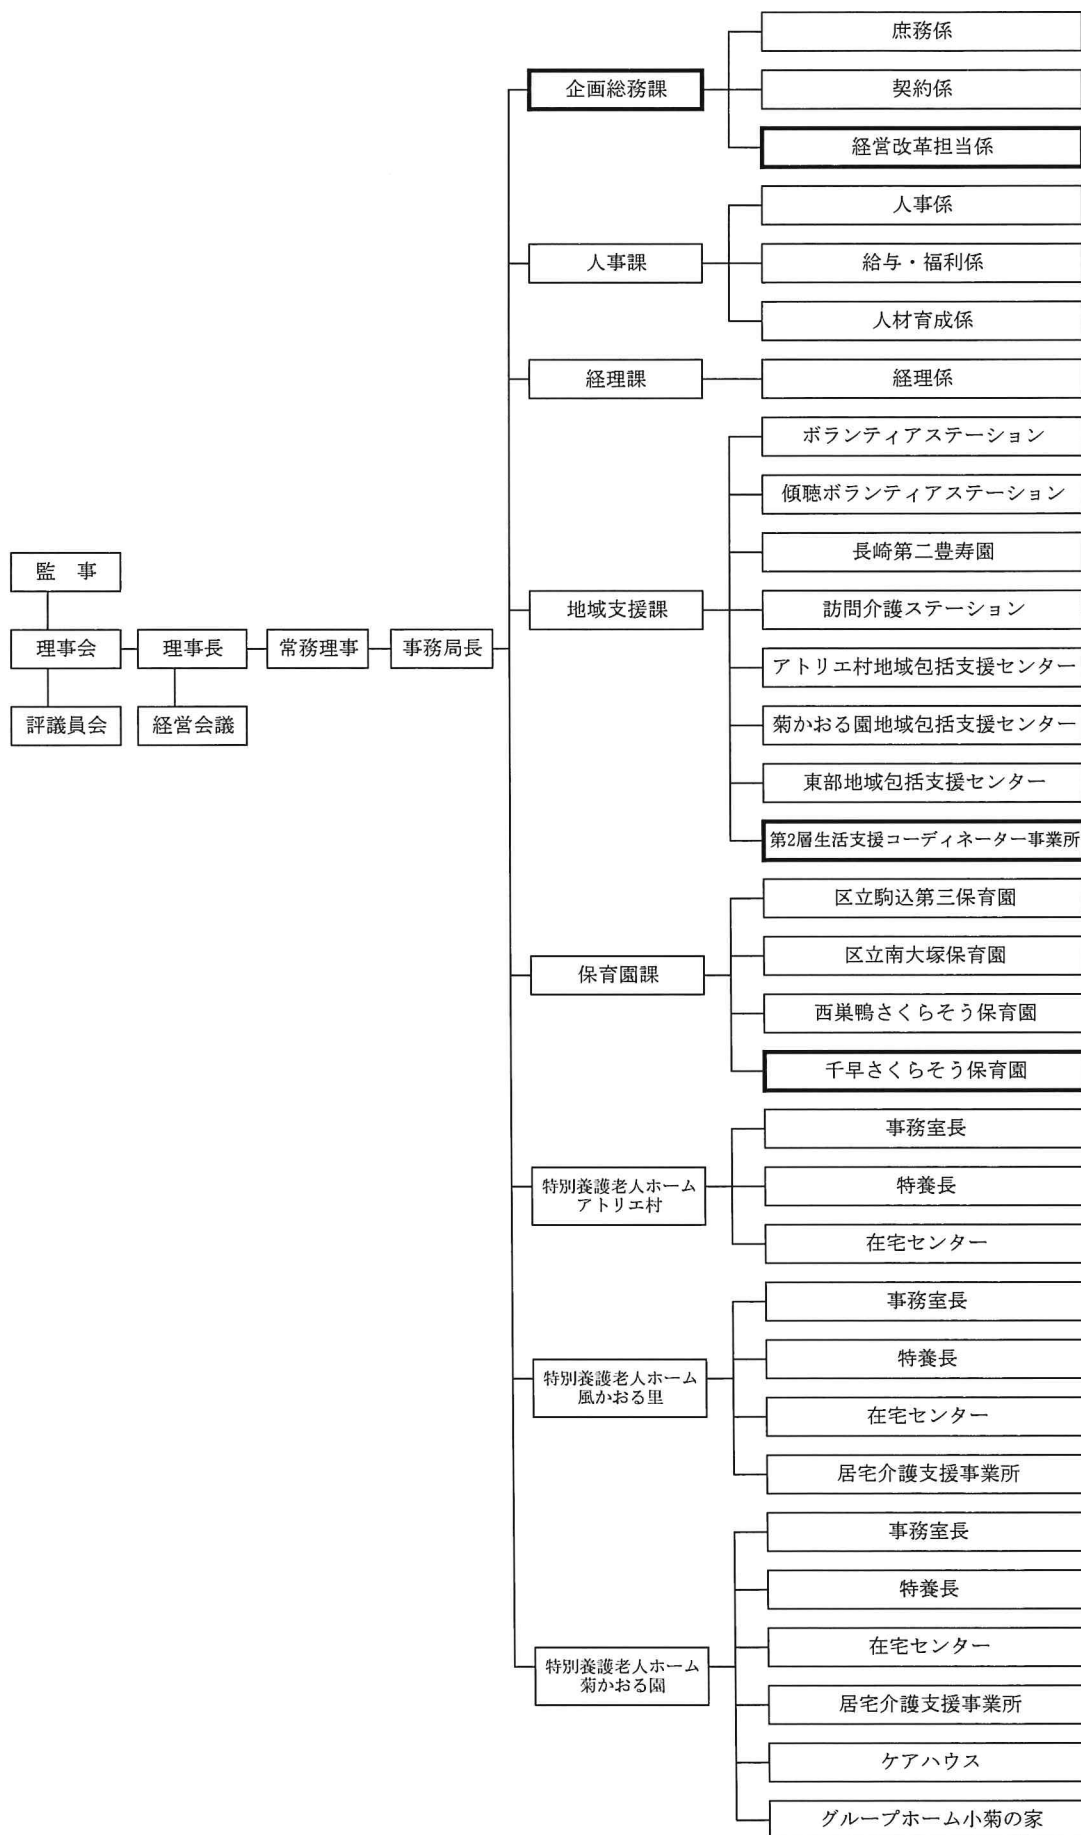 監　事
理事会
評議員会
理事長
経営会議
常務理事
事務局長
企画総務課
庶務係
契約係
経営改革担当係
人事課
人事係
給与・福利係
人材育成係
経理課
経理係
地域支援課
ボランティアステーション
傾聴ボランティアステーション
長崎第二豊寿園
訪問介護ステーション
アトリエ村地域包括支援センター
菊かおる園地域包括支援センター
東部地域包括支援センター
第2層生活支援コーディネーター事業所
保育園課
区立駒込第三保育園
区立南大塚保育園
西巣鴨さくらそう保育園
千早さくらそう保育園
特別養護老人ホーム
アトリエ村
事務室長
特養長
在宅センター
特別養護老人ホーム
風かおる里
事務室長
特養長
在宅センター
居宅介護支援事業所
特別養護老人ホーム
菊かおる園
事務室長
特養長
在宅センター
居宅介護支援事業所
ケアハウス
グループホーム小菊の家